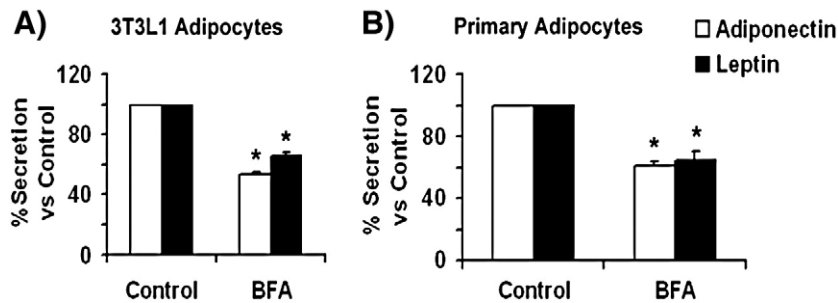 A) 3T3L1 Adipocytes
% Secretion
vs Control
120
80
40
0
* *
Control BFA
B) Primary Adipocytes
% Secretion
vs Control
120
80
40
0
* *
Control BFA
Adiponectin
Leptin